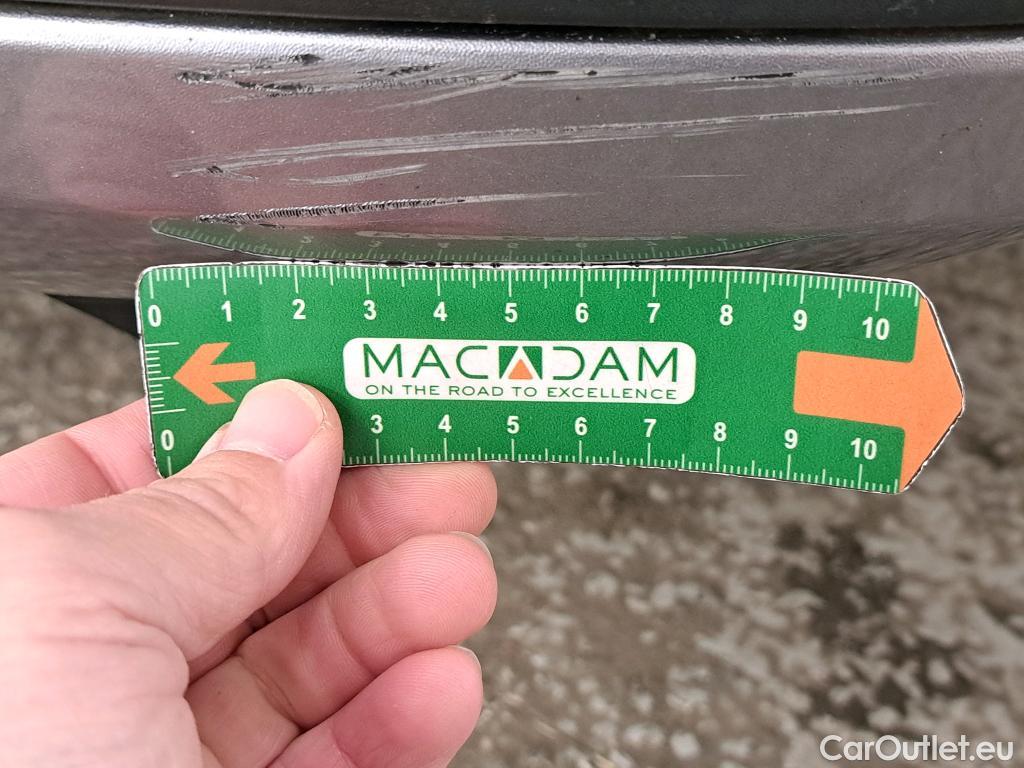 0 1 2 3 4 5 6 7 8 9 10
MACADAM
ON THE ROAD TO EXCELLENCE
0 3 4 5 6 7 8 9 10
CarOutlet.eu